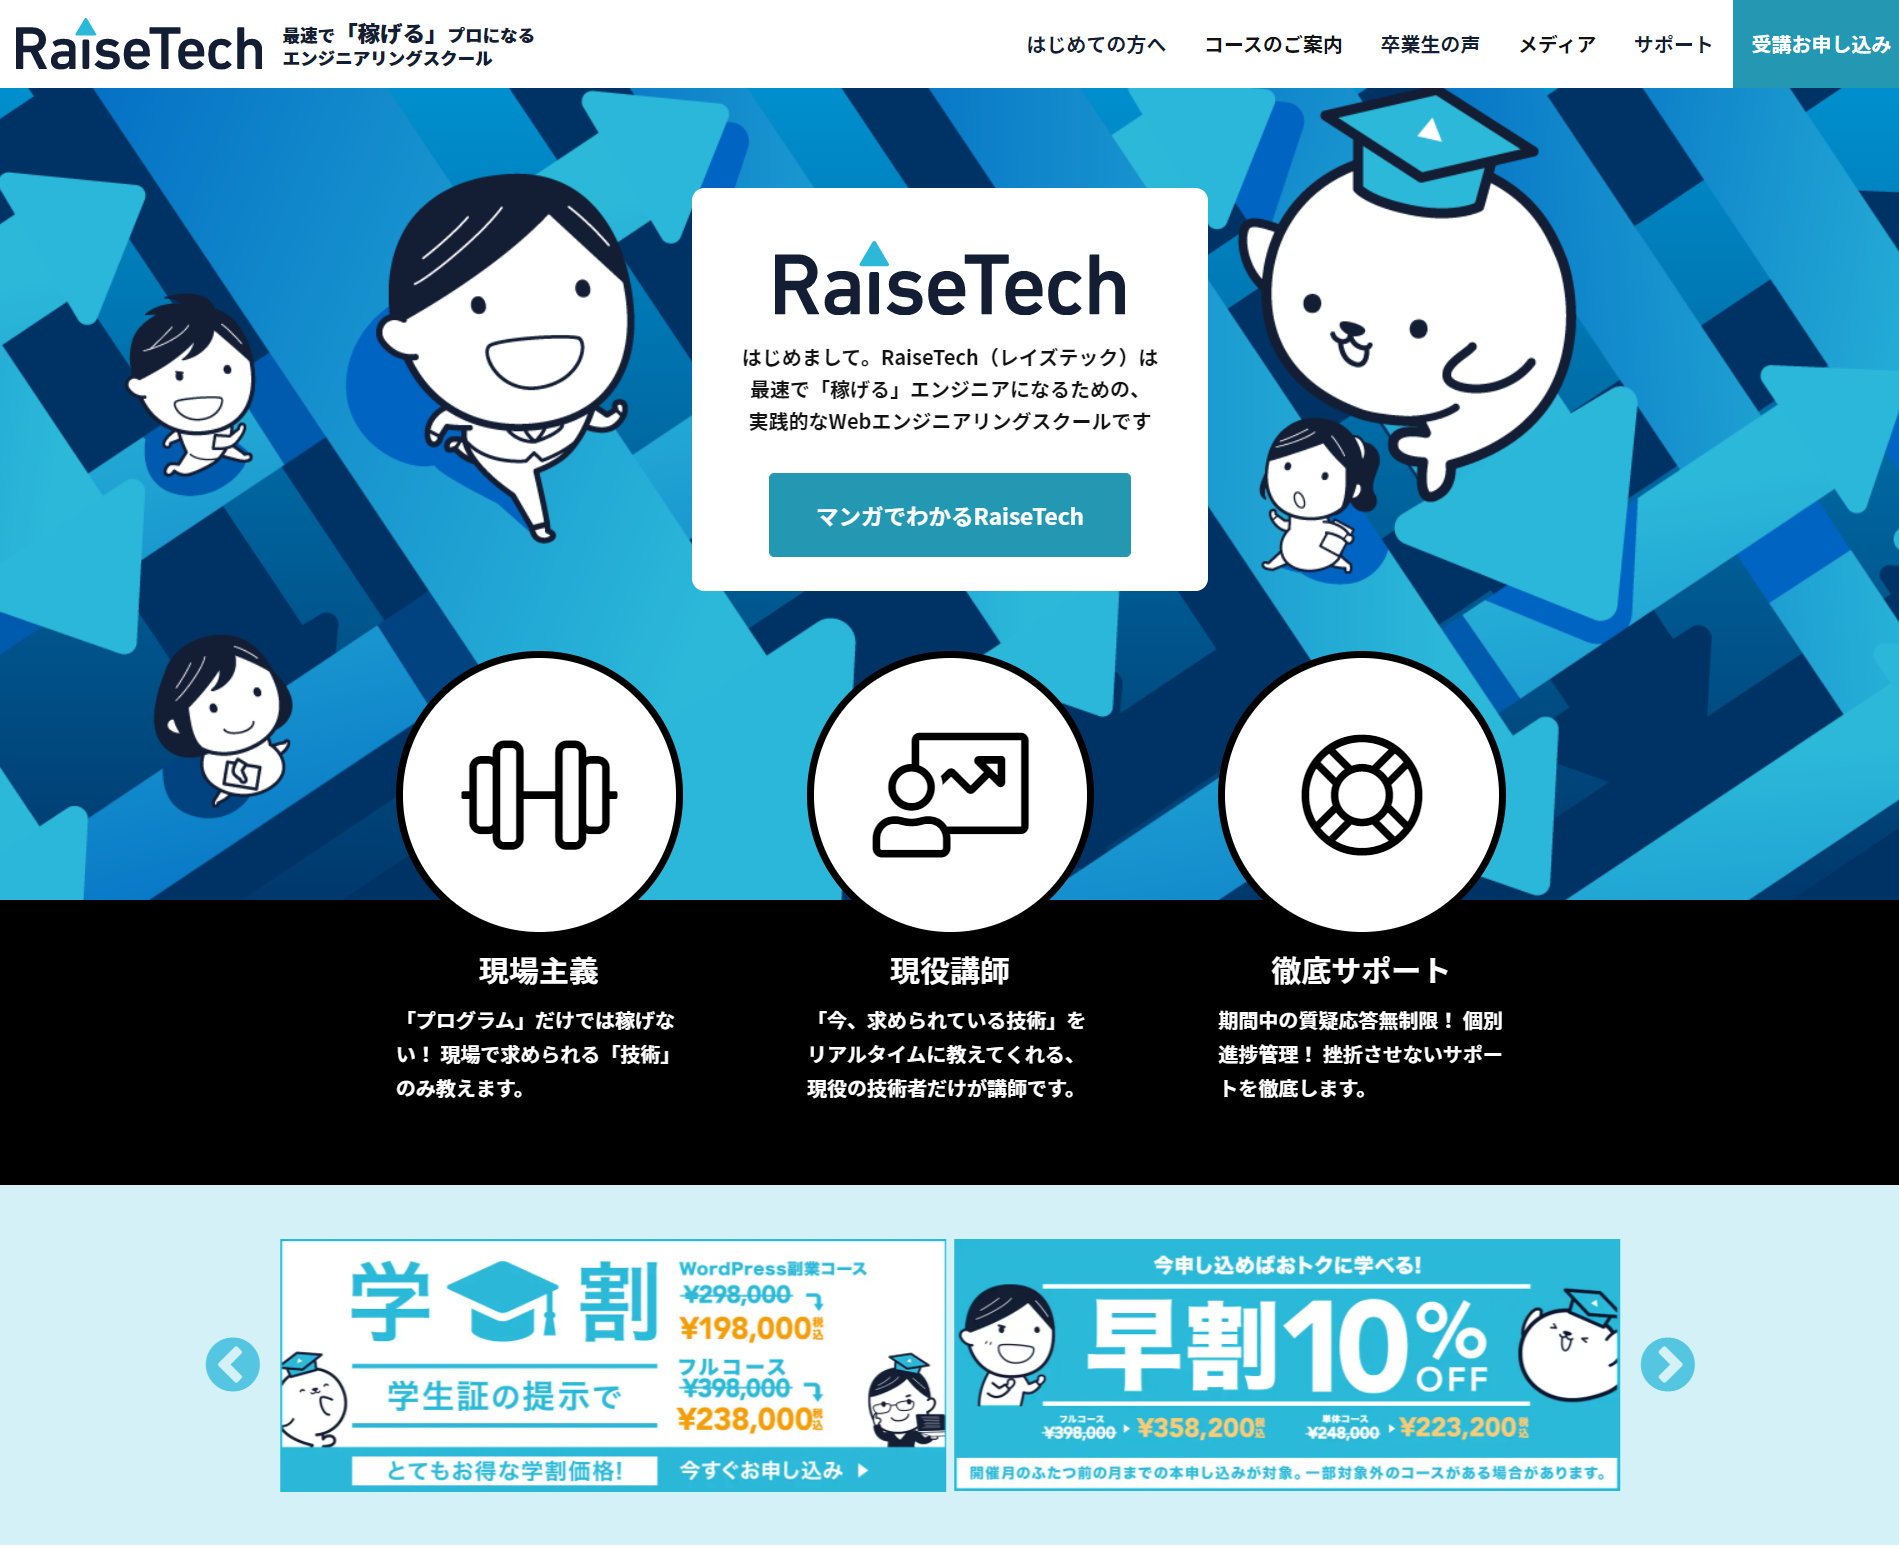 RaiseTech
最速で「稼げる」プロになる
エンジニアリングスクール
はじめての方へ
コースのご案内
卒業生の声
メディア
サポート
受講お申し込み
RaiseTech
はじめまして。RaiseTech（レイズテック）は
最速で「稼げる」エンジニアになるための、
実践的なWebエンジニアリングスクールです
マンガでわかるRaiseTech
現場主義
「プログラム」だけでは稼げな
い！ 現場で求められる「技術」
のみ教えます。
現役講師
「今、求められている技術」を
リアルタイムに教えてくれる、
現役の技術者だけが講師です。
徹底サポート
期間中の質疑応答無制限！ 個別
進捗管理！ 挫折させないサポー
トを徹底します。
学割
学生証の提示で
とてもお得な学割価格!
WordPress副業コース
¥298,000
¥198,000税込
フルコース
¥398,000
¥238,000税込
今すぐお申し込み
今申し込めばおトクに学べる!
早割10%OFF
フルコース
¥398,000 ¥358,200税込
単体コース
¥248,000 ¥223,200税込
開催月のふたつ前の月までの本申し込みが対象。一部対象外のコースがある場合があります。